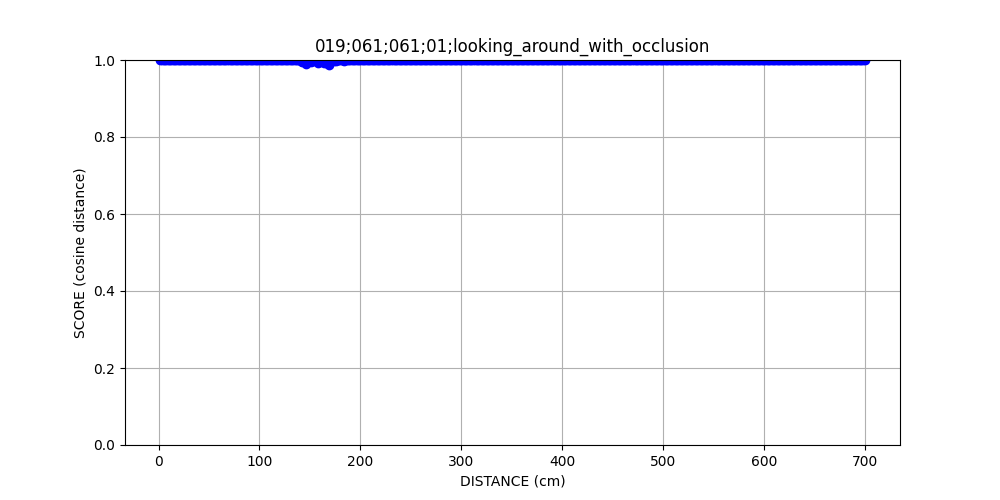 019;061;061;01;looking_around_with_occlusion
1.0
0.8
0.6
0.4
0.2
0.0
SCORE (cosine distance)
0 100 200 300 400 500 600 700
DISTANCE (cm)